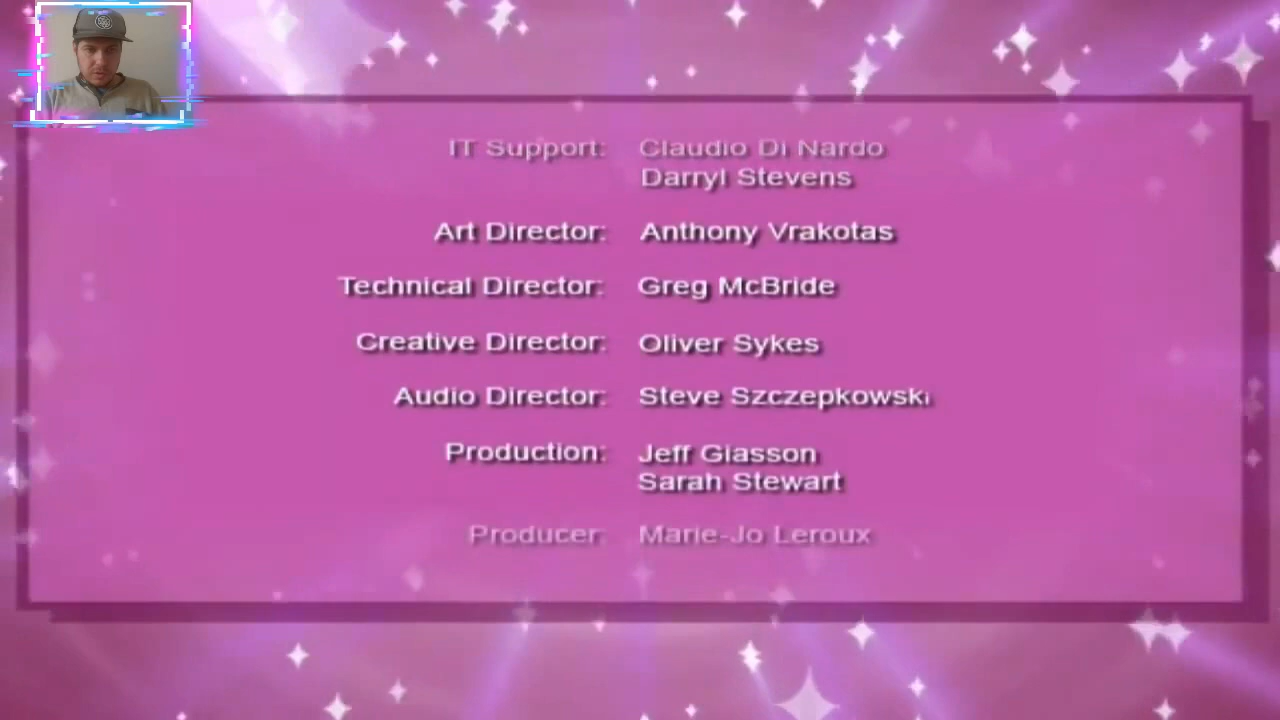 IT Support: Claudio Di Nardo
Darryl Stevens
Art Director: Anthony Vrakotas
Technical Director: Greg McBride
Creative Director: Oliver Sykes
Audio Director: Steve Szczepkowski
Production: Jeff Giasson
Sarah Stewart
Producer: Marie-Jo Leroux